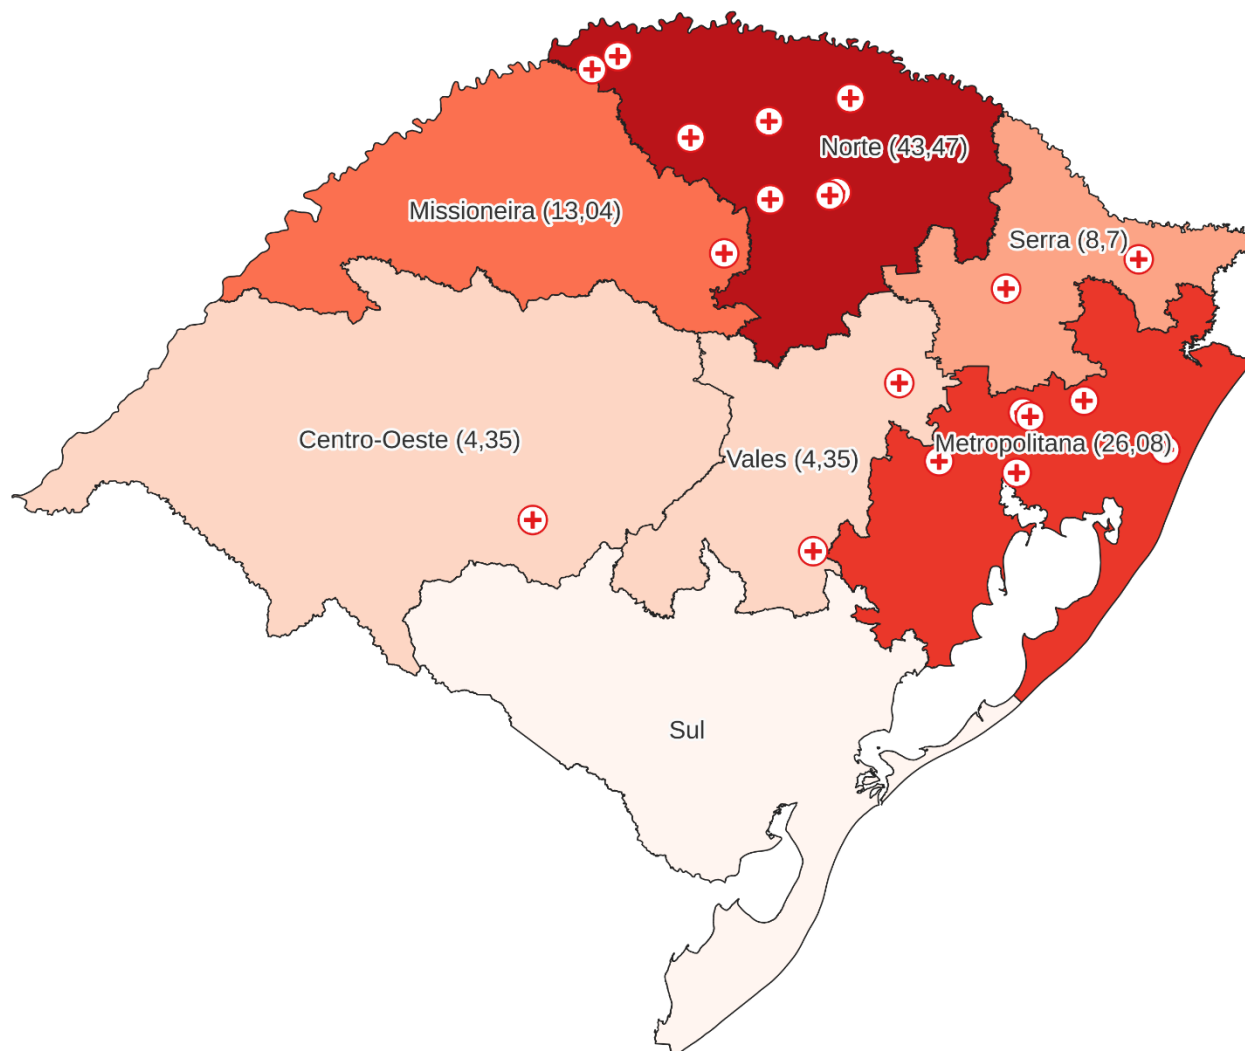 Norte (43,47)
Missioneira (13,04)
Serra (8,7)
Centro-Oeste (4,35)
Metropolitana (26,08)
Vales (4,35)
Sul